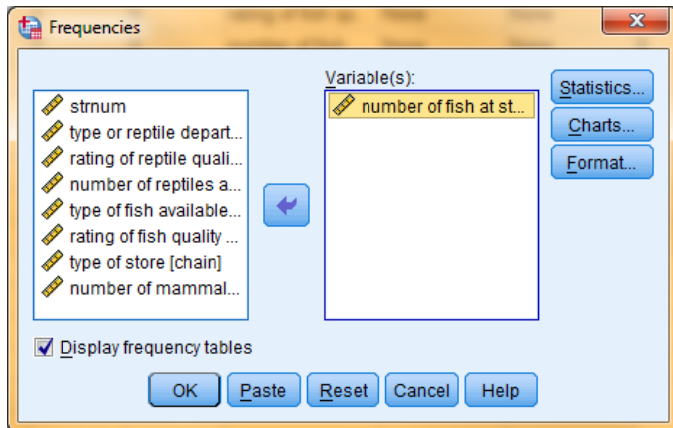 Frequencies
Variable(s):
strnum
type or reptile depart...
rating of reptile quali...
number of reptiles a...
type of fish available...
rating of fish quality ...
type of store [chain]
number of mammal...
number of fish at st...
Statistics...
Charts...
Format...
Display frequency tables
OK Paste Reset Cancel Help